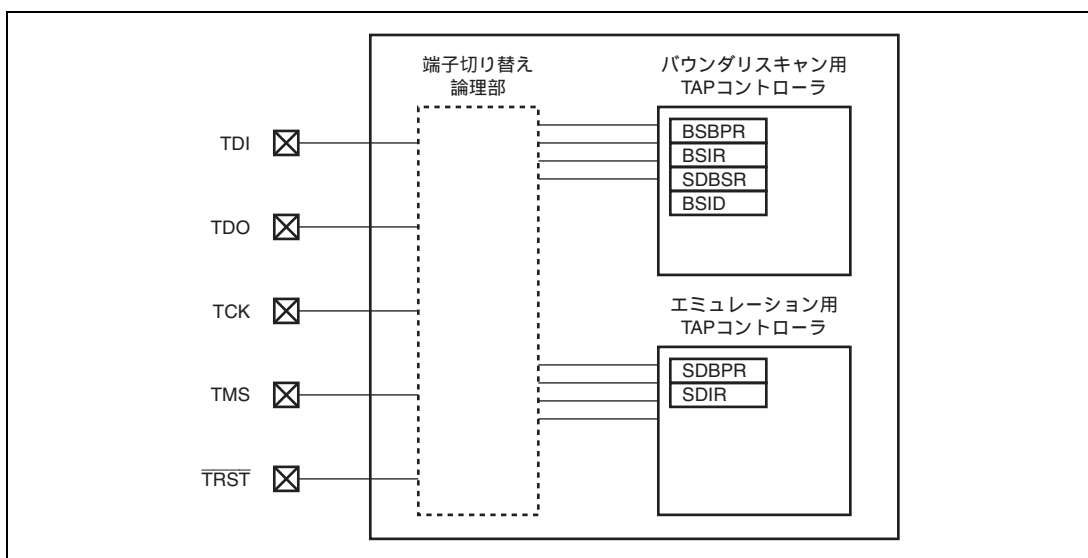 端子切り替え
論理部
バウンダリスキャン用
TAPコントローラ
TDI
TDO
TCK
TMS
TRST
BSBPR
BSIR
SDBSR
BSID
エミュレーション用
TAPコントローラ
SDBPR
SDIR